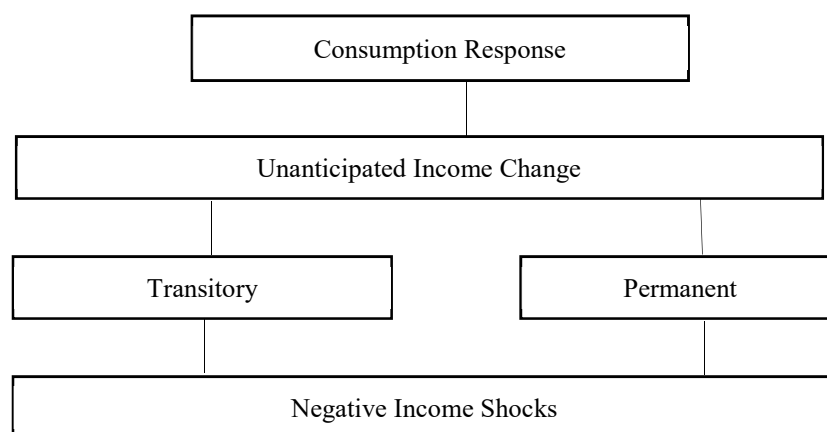 Consumption Response
Unanticipated Income Change
Transitory
Permanent
Negative Income Shocks